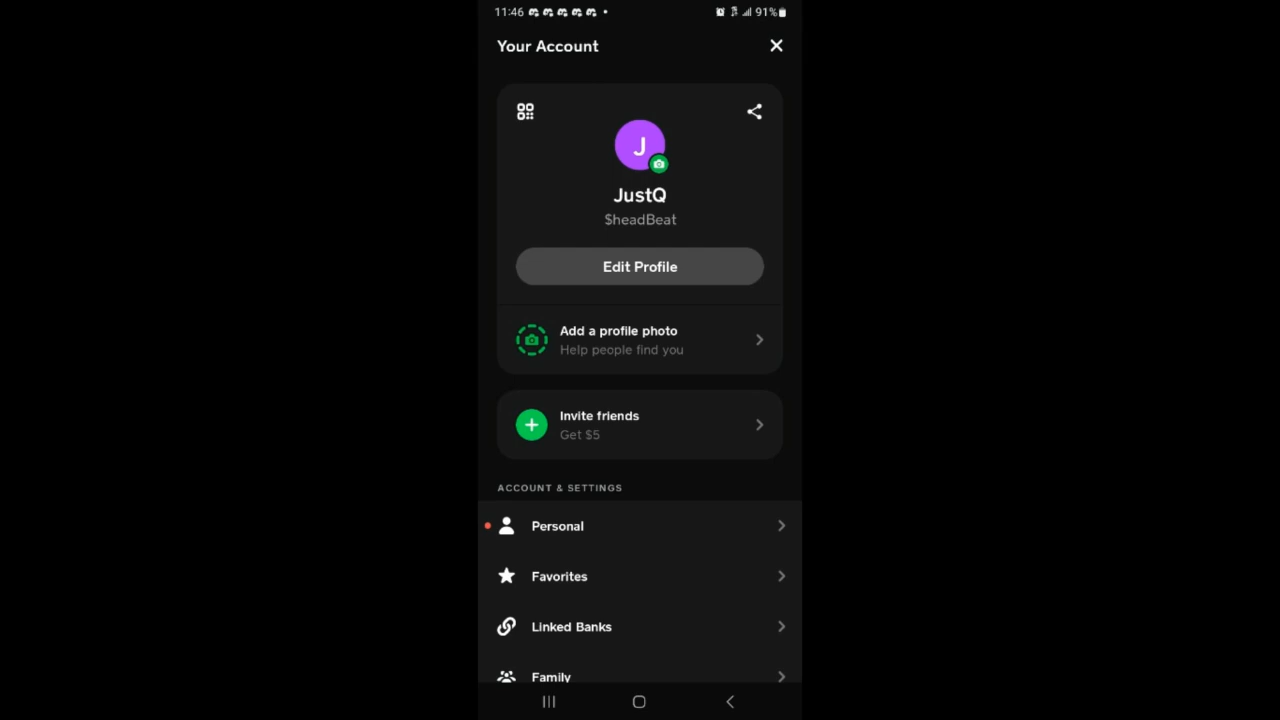 11:46
91%
Your Account
J
JustQ
$headBeat
Edit Profile
Add a profile photo
Help people find you
Invite friends
Get $5
ACCOUNT & SETTINGS
Personal
Favorites
Linked Banks
Family